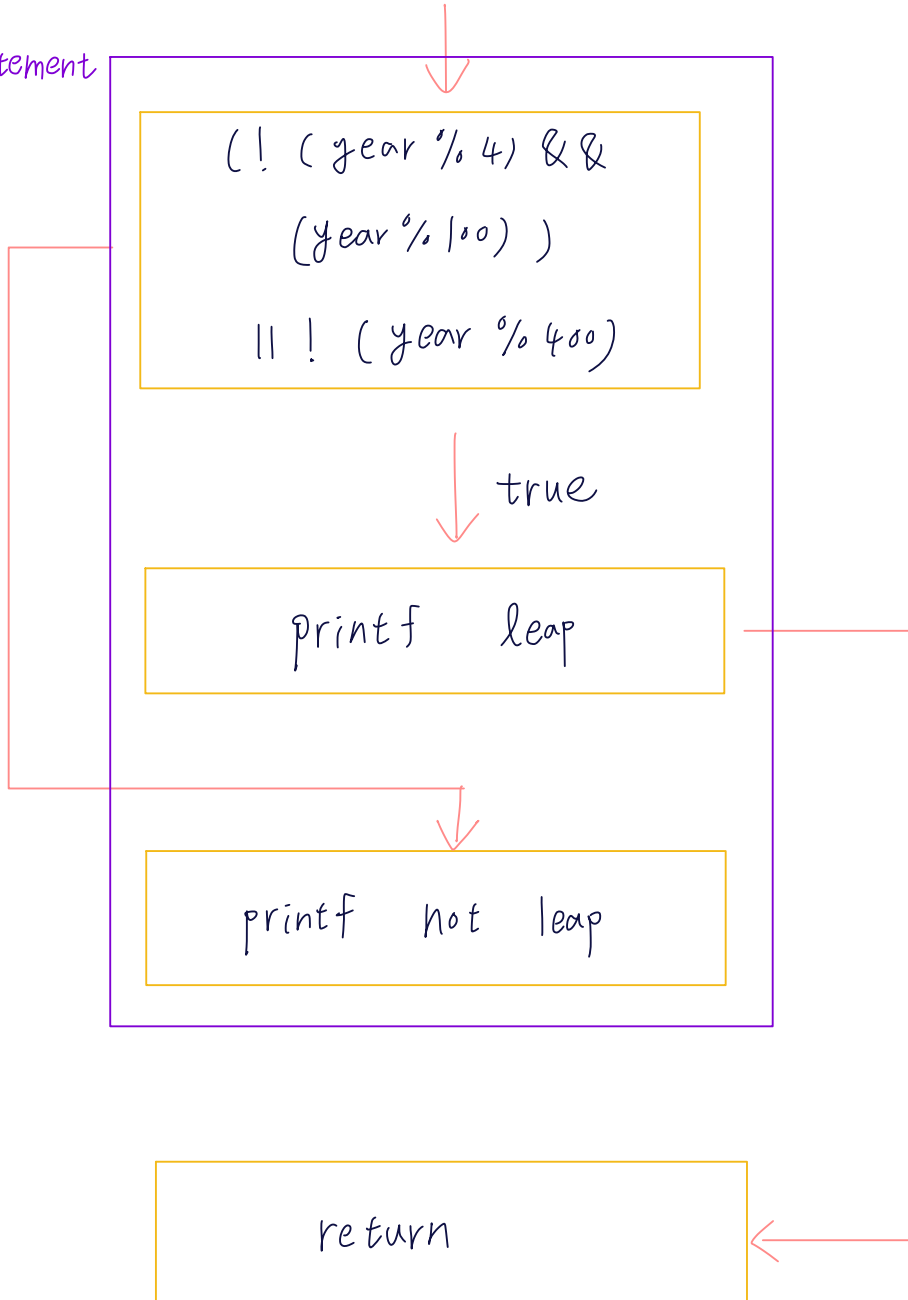 tement
(! (year % 4) &&
(year % 100) )
|| ! (year % 400)
true
printf leap
printf not leap
return